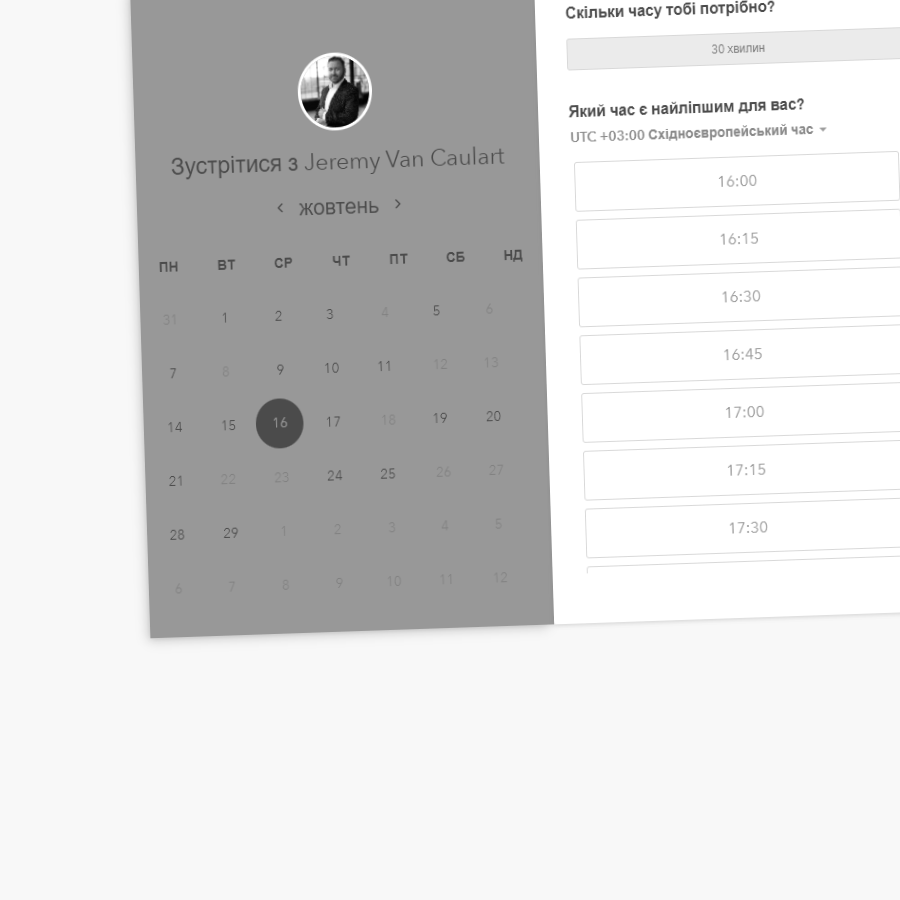 Зустрітися з Jeremy Van Caulart
жовтень
ПН ВТ СР ЧТ ПТ СБ НД
31 1 2 3 4 5 6
7 8 9 10 11 12 13
14 15 16 17 18 19 20
21 22 23 24 25 26 27
28 29 1 2 3 4 5
6 7 8 9 10 11 12
Скільки часу тобі потрібно?
30 хвилин
Який час є найліпшим для вас?
UTC +03:00 Східноєвропейський час
16:00
16:15
16:30
16:45
17:00
17:15
17:30